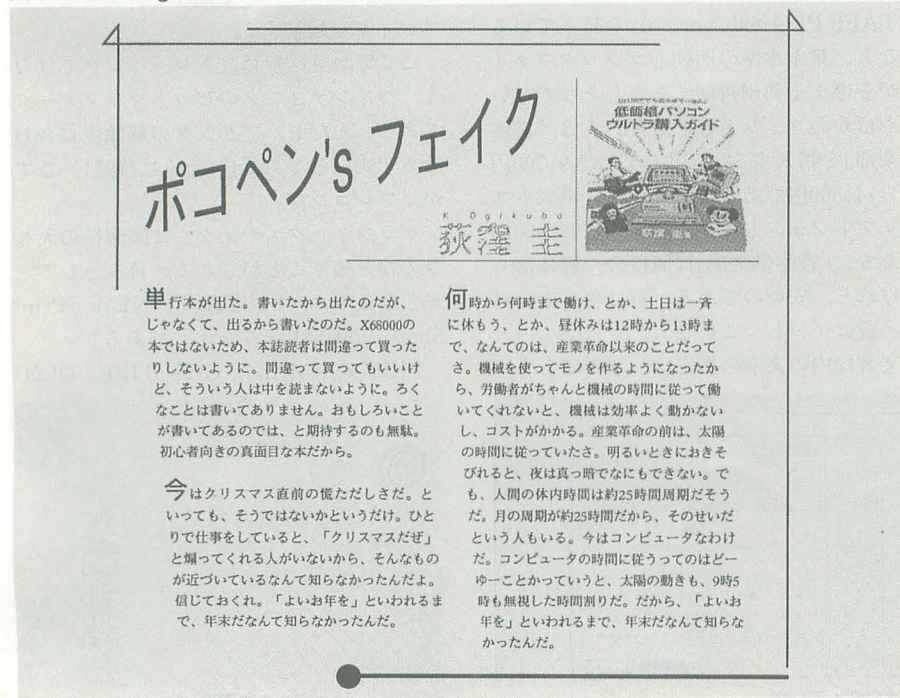 ポコペン's フェイク
K Ogikubo
荻窪 圭
低価格パソコン
ウルトラ購入ガイド
荻窪 圭
単行本が出た。書いたから出たのだが、
じゃなくて、出るから書いたのだ。X68000の
本ではないため、本誌読者は間違って買った
りしないように。間違って買ってもいいけ
ど、そういう人は中を読まないように。ろく
なことは書いてありません。おもしろいこと
が書いてあるのでは、と期待するのも無駄。
初心者向きの真面目な本だから。
今はクリスマス直前の慌ただしさだ。と
いっても、そうではないかというだけ。ひと
りで仕事をしていると、「クリスマスだぜ」
と煽ってくれる人がいないから、そんなもの
が近づいているなんて知らなかったんだよ。
信じておくれ。「よいお年を」といわれるま
で、年末だなんて知らなかったんだ。
何時から何時まで働け、とか、土日は一斉
に休もう、とか、昼休みは12時から13時ま
で、なんてのは、産業革命以来のことだって
さ。機械を使ってモノを作るようになったか
ら、労働者がちゃんと機械の時間に従って働
いてくれないと、機械は効率よく動かない
し、コストがかかる。産業革命の前は、太陽
の時間に従っていたさ。明るいときにおきそ
びれると、夜は真っ暗でなにもできない。で
も、人間の体内時間は約25時間周期だそう
だ。月の周期が約25時間だから、そのせいだ
という人もいる。今はコンピュータなわけ
だ。コンピュータの時間に従うってのはどー
ゆーことかっていうと、太陽の動きも、9時5
時も無視した時間割りだ。だから、「よいお
年を」といわれるまで、年末だなんて知らな
かったんだ。